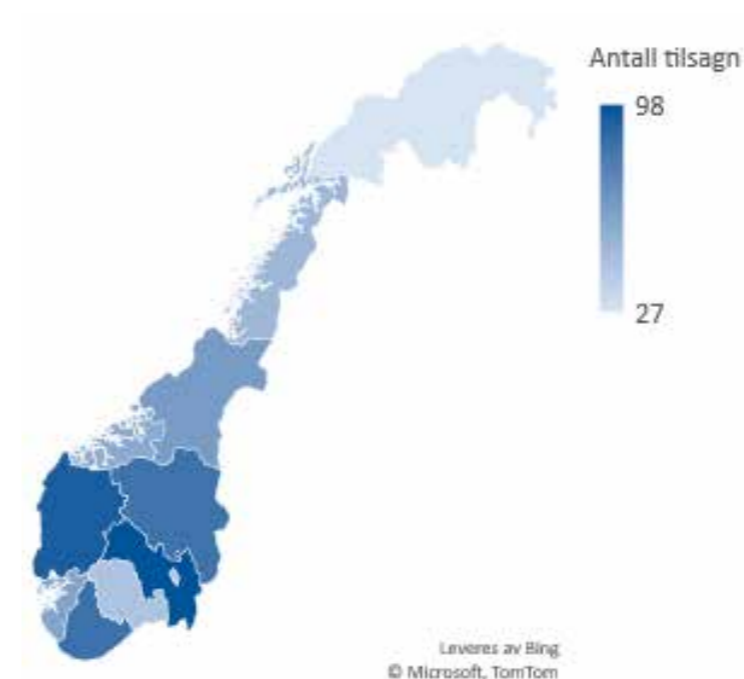 Antall tilsagn
98
27
Leveres av Bing
© Microsoft, TomTom